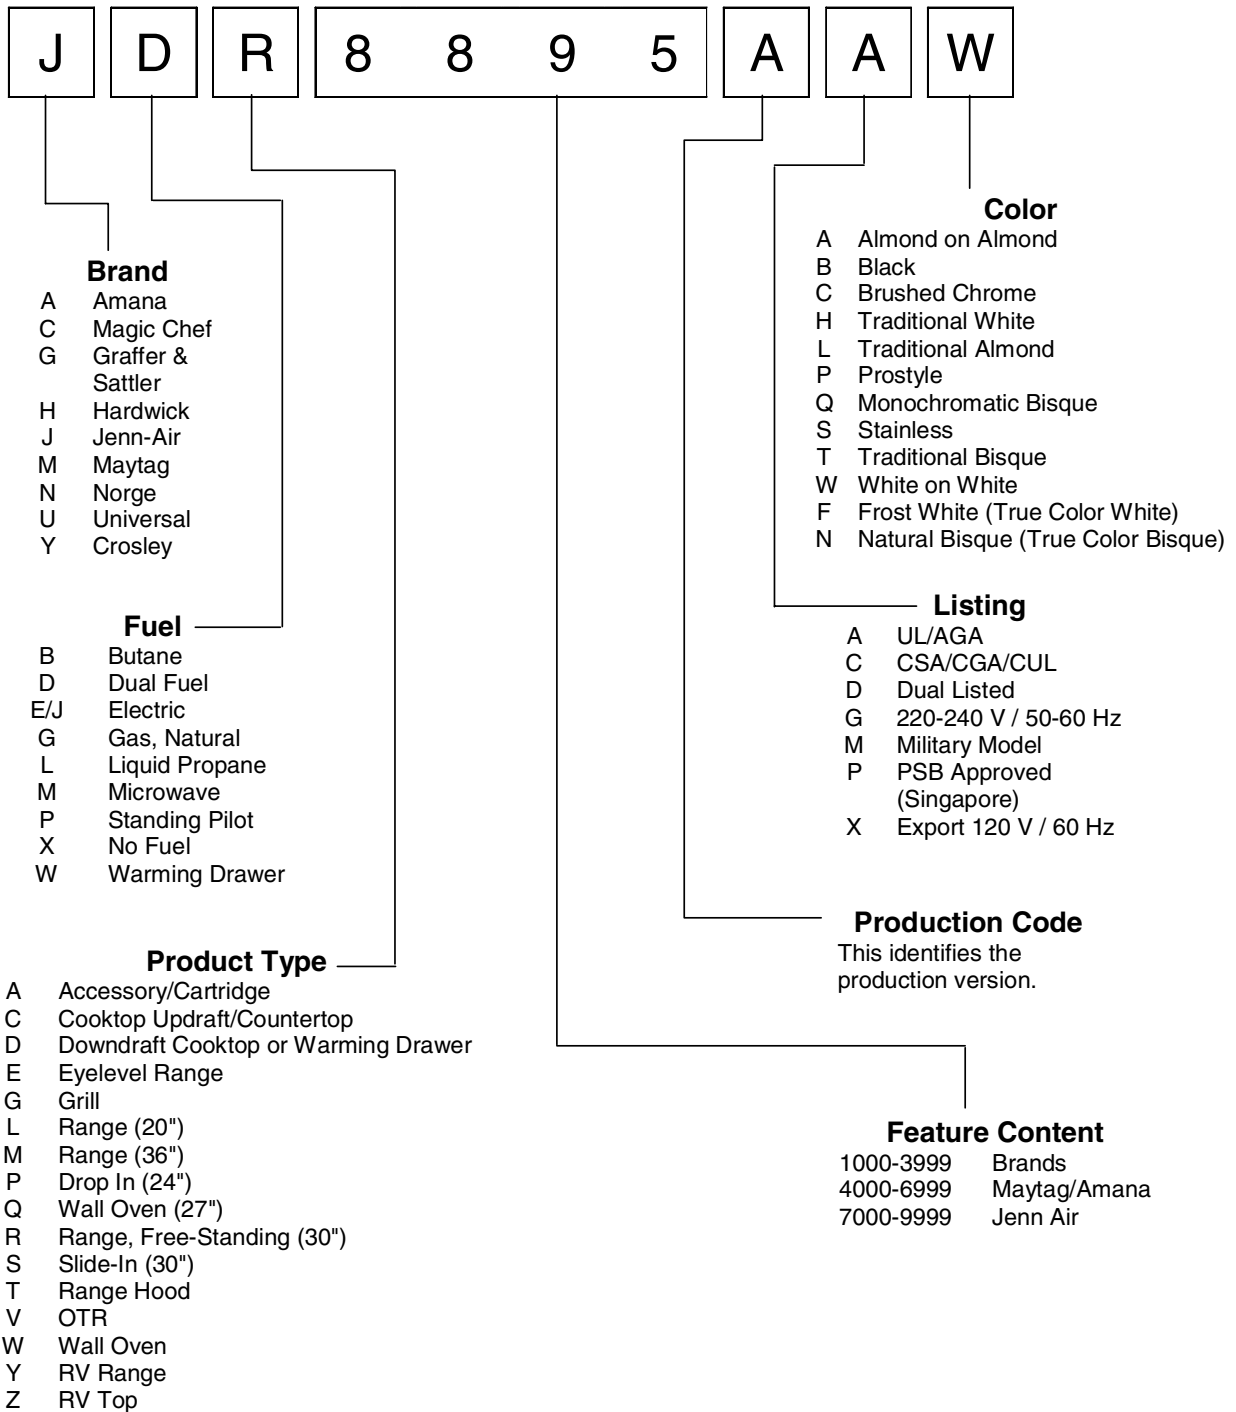 J D R 8 8 9 5 A A W
Brand
A Amana
C Magic Chef
G Graffer &
Sattler
H Hardwick
J Jenn-Air
M Maytag
N Norge
U Universal
Y Crosley
Fuel
B Butane
D Dual Fuel
E/J Electric
G Gas, Natural
L Liquid Propane
M Microwave
P Standing Pilot
X No Fuel
W Warming Drawer
Product Type
A Accessory/Cartridge
C Cooktop Updraft/Countertop
D Downdraft Cooktop or Warming Drawer
E Eyelevel Range
G Grill
L Range (20")
M Range (36")
P Drop In (24")
Q Wall Oven (27")
R Range, Free-Standing (30")
S Slide-In (30")
T Range Hood
V OTR
W Wall Oven
Y RV Range
Z RV Top
Color
A Almond on Almond
B Black
C Brushed Chrome
H Traditional White
L Traditional Almond
P Prostyle
Q Monochromatic Bisque
S Stainless
T Traditional Bisque
W White on White
F Frost White (True Color White)
N Natural Bisque (True Color Bisque)
Listing
A UL/AGA
C CSA/CGA/CUL
D Dual Listed
G 220-240 V / 50-60 Hz
M Military Model
P PSB Approved
(Singapore)
X Export 120 V / 60 Hz
Production Code
This identifies the
production version.
Feature Content
1000-3999 Brands
4000-6999 Maytag/Amana
7000-9999 Jenn Air